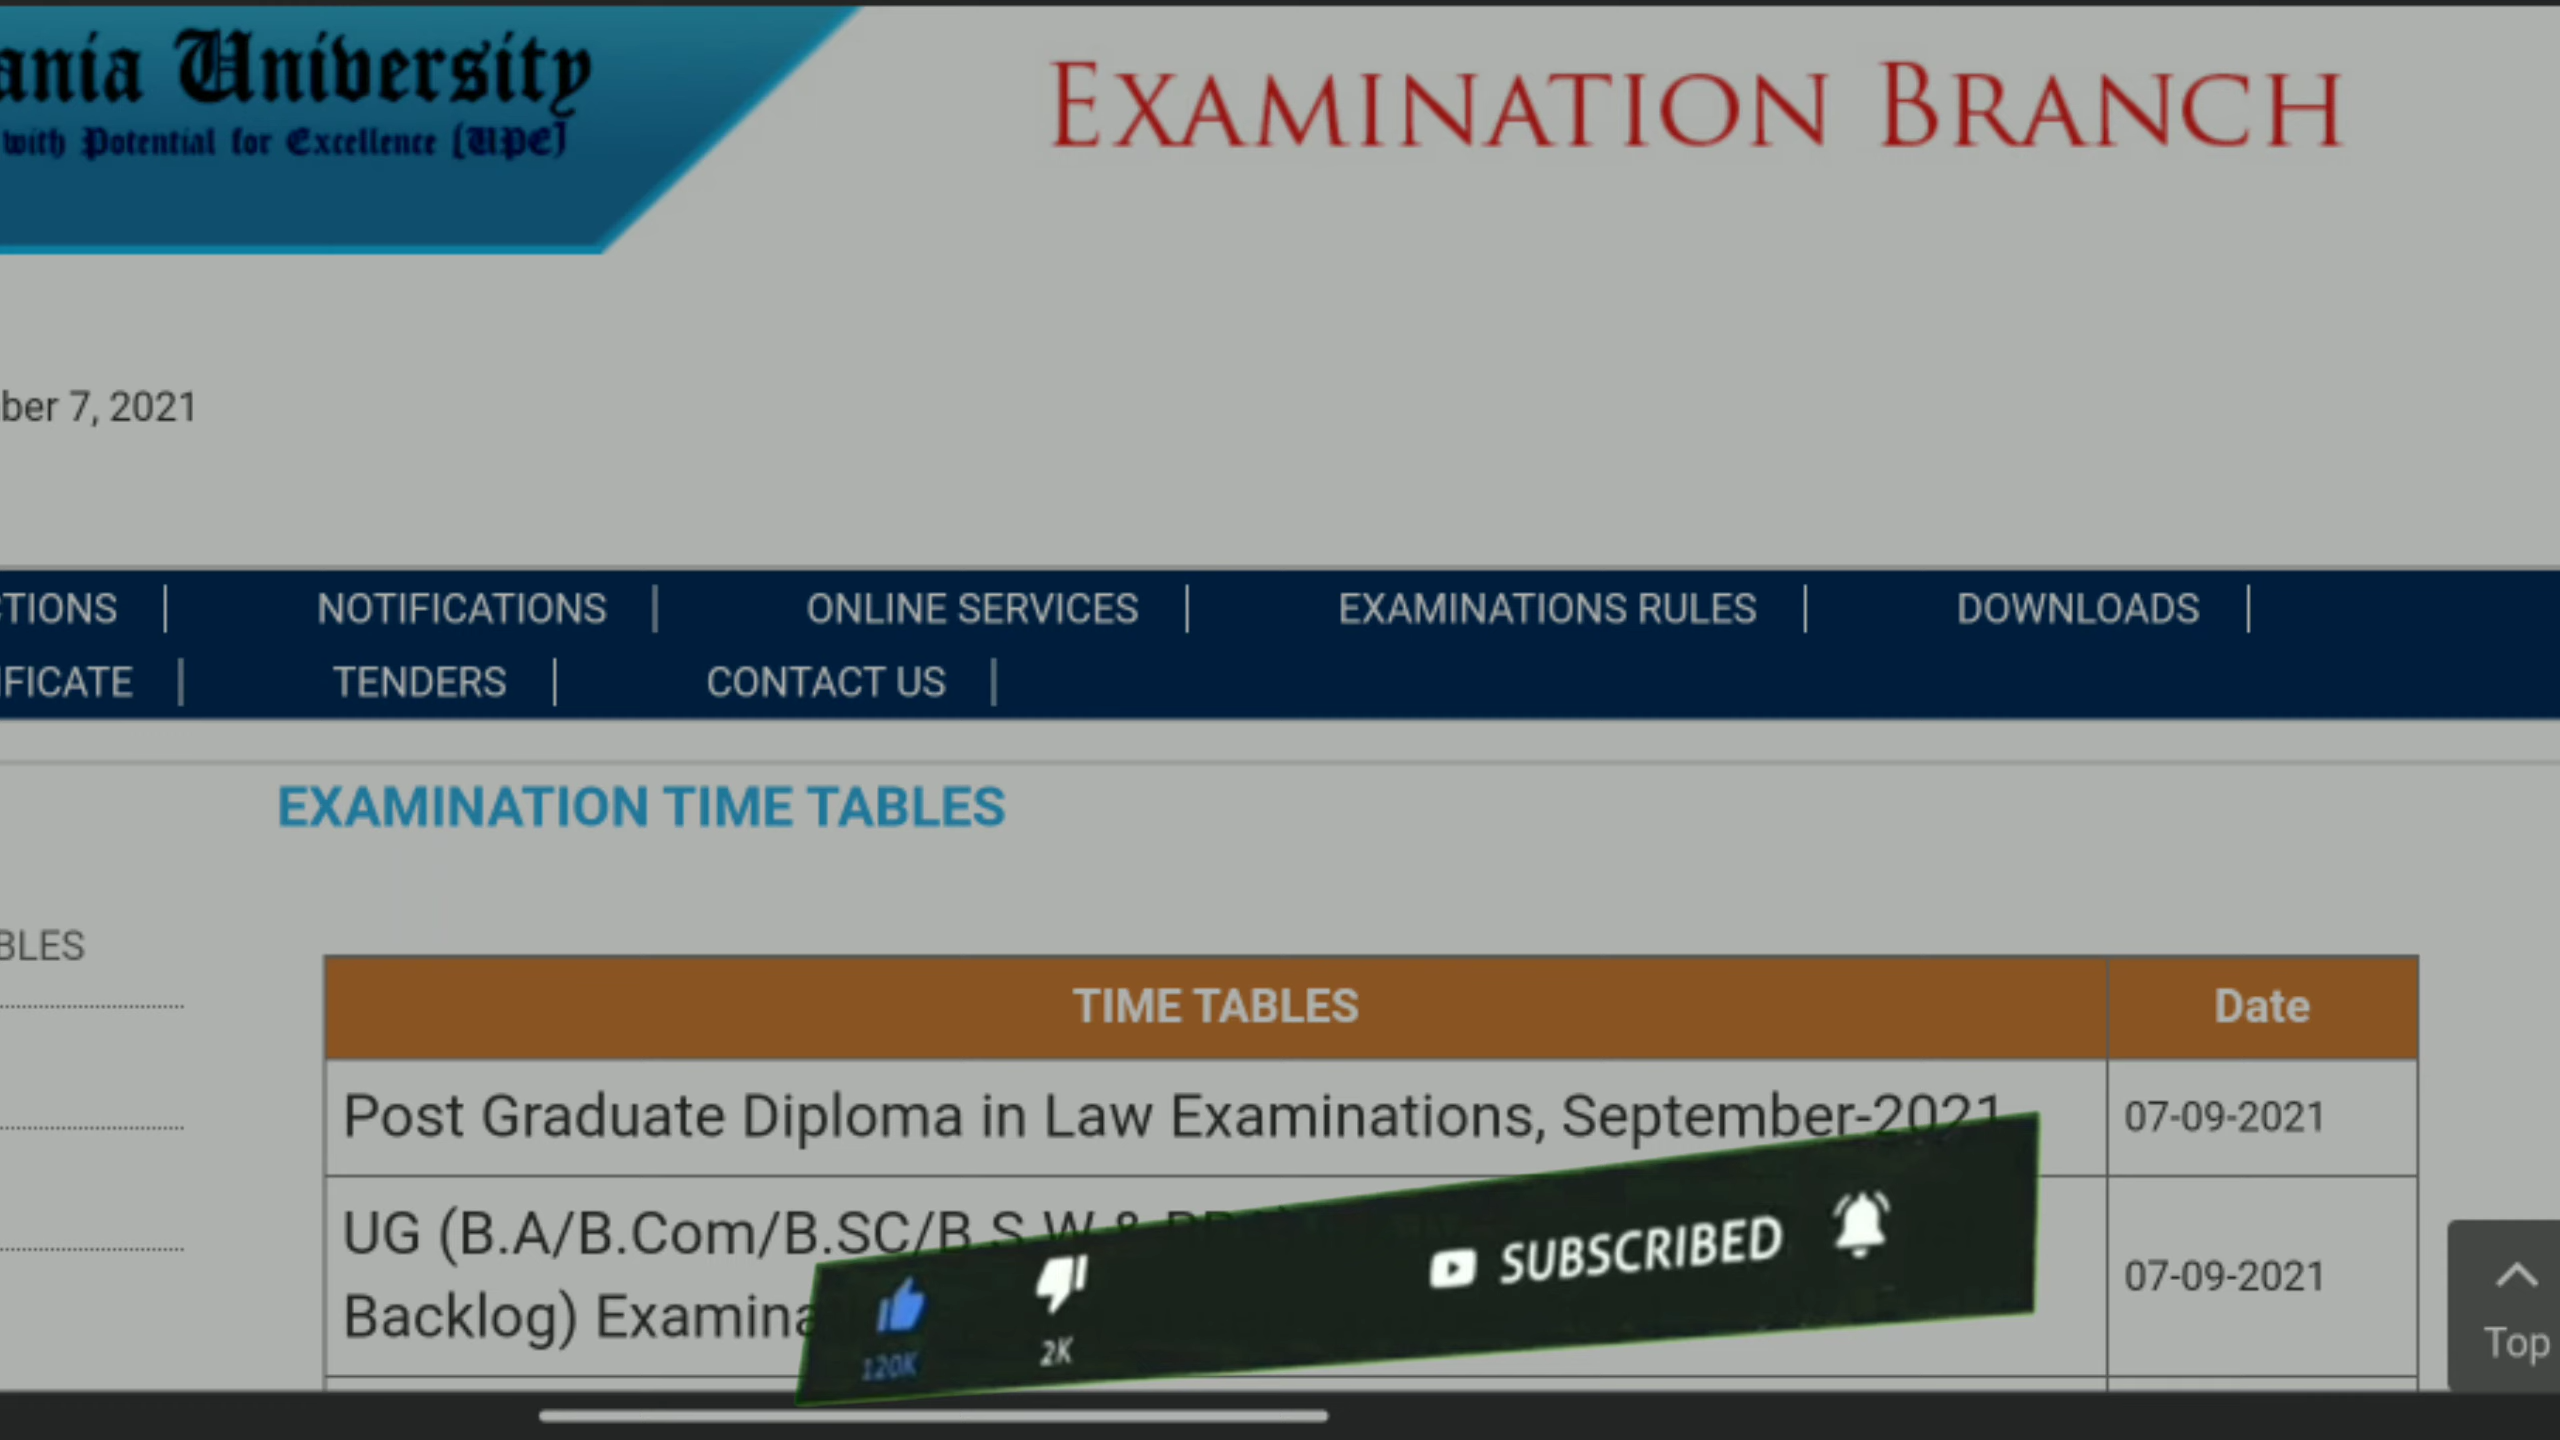 ania University
with Potential for Excellence (UPE)
EXAMINATION BRANCH
ber 7, 2021
CTIONS | NOTIFICATIONS | ONLINE SERVICES | EXAMINATIONS RULES | DOWNLOADS |
IFICATE | TENDERS | CONTACT US |
EXAMINATION TIME TABLES
BLES
TIME TABLES Date
Post Graduate Diploma in Law Examinations, September-2021 07-09-2021
UG (B.A/B.Com/B.SC/B.S.W &
Backlog) Examina 07-09-2021
SUBSCRIBED
120K 2K
Top